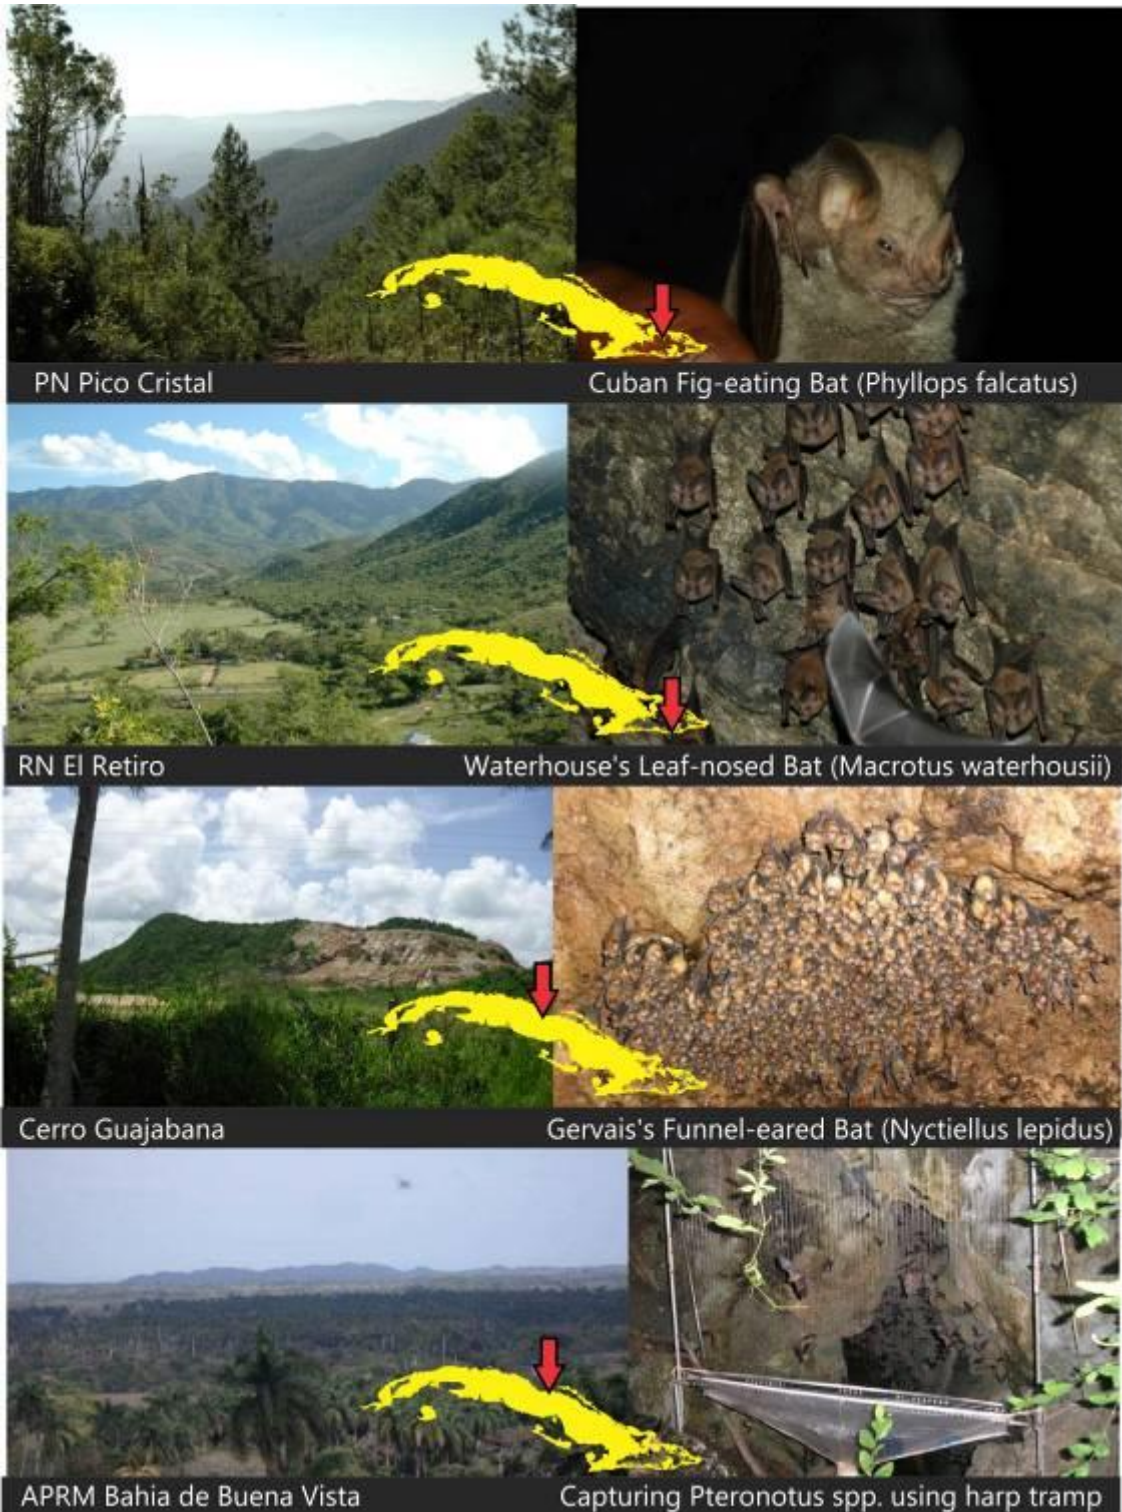 PN Pico Cristal
Cuban Fig-eating Bat (Phyllops falcatus)
RN El Retiro
Waterhouse's Leaf-nosed Bat (Macrotus waterhousii)
Cerro Guajabana
Gervais's Funnel-eared Bat (Nyctiellus lepidus)
APRM Bahia de Buena Vista
Capturing Pteronotus spp. using harp tramp